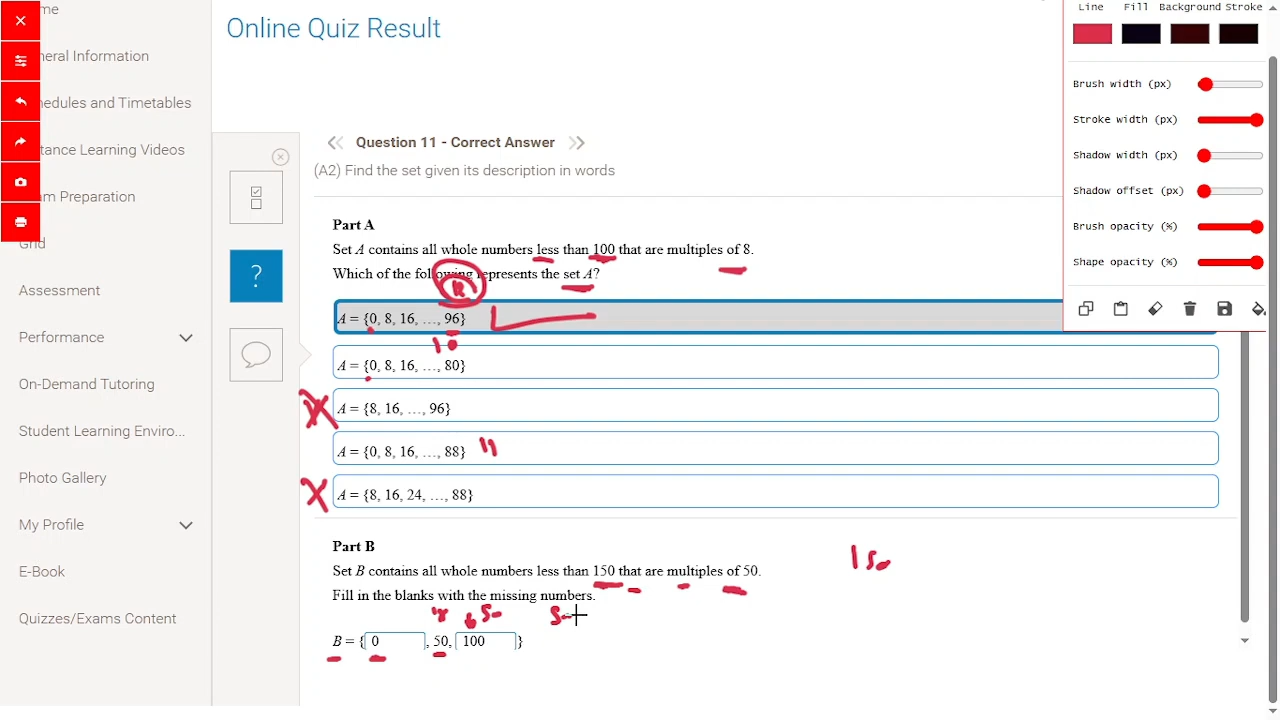 Online Quiz Result
Line Fill Background Stroke
Brush width (px)
Stroke width (px)
Shadow width (px)
Shadow offset (px)
Brush opacity (%)
Shape opacity (%)
me
neral Information
hedules and Timetables
tance Learning Videos
am Preparation
Grid
Assessment
Performance
On-Demand Tutoring
Student Learning Enviro...
Photo Gallery
My Profile
E-Book
Quizzes/Exams Content
Question 11 - Correct Answer
(A2) Find the set given its description in words
Part A
Set A contains all whole numbers less than 100 that are multiples of 8.
Which of the following represents the set A?
A = {0, 8, 16, …, 96}
A = {0, 8, 16, …, 80}
A = {8, 16, …, 96}
A = {0, 8, 16, …, 88}
A = {8, 16, 24, …, 88}
Part B
Set B contains all whole numbers less than 150 that are multiples of 50.
150
Fill in the blanks with the missing numbers.
B = { 0 , 50, 100 }